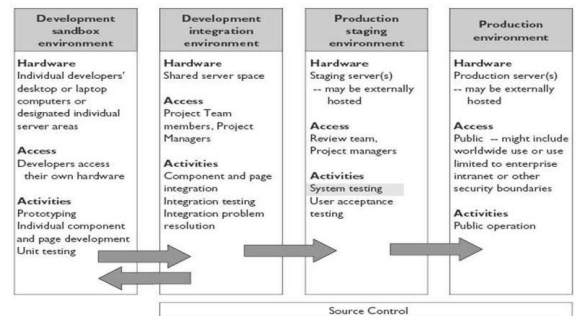 Development
sandbox
environment
Hardware
Individual developers'
desktop or laptop
computers or
designated individual
server areas
Access
Developers access
their own hardware
Activities
Prototyping
Individual component
and page development
Unit testing
Development
integration
environment
Hardware
Shared server space
Access
Project Team
members, Project
Managers
Activities
Component and page
integration
Integration testing
Integration problem
resolution
Production
staging
environment
Hardware
Staging server(s)
-- may be externally
hosted
Access
Review team,
Project managers
Activities
System testing
User acceptance
testing
Production
environment
Hardware
Production server(s)
-- may be externally
hosted
Access
Public -- might include
worldwide use or use
limited to enterprise
intranet or other
security boundaries
Activities
Public operation
Source Control